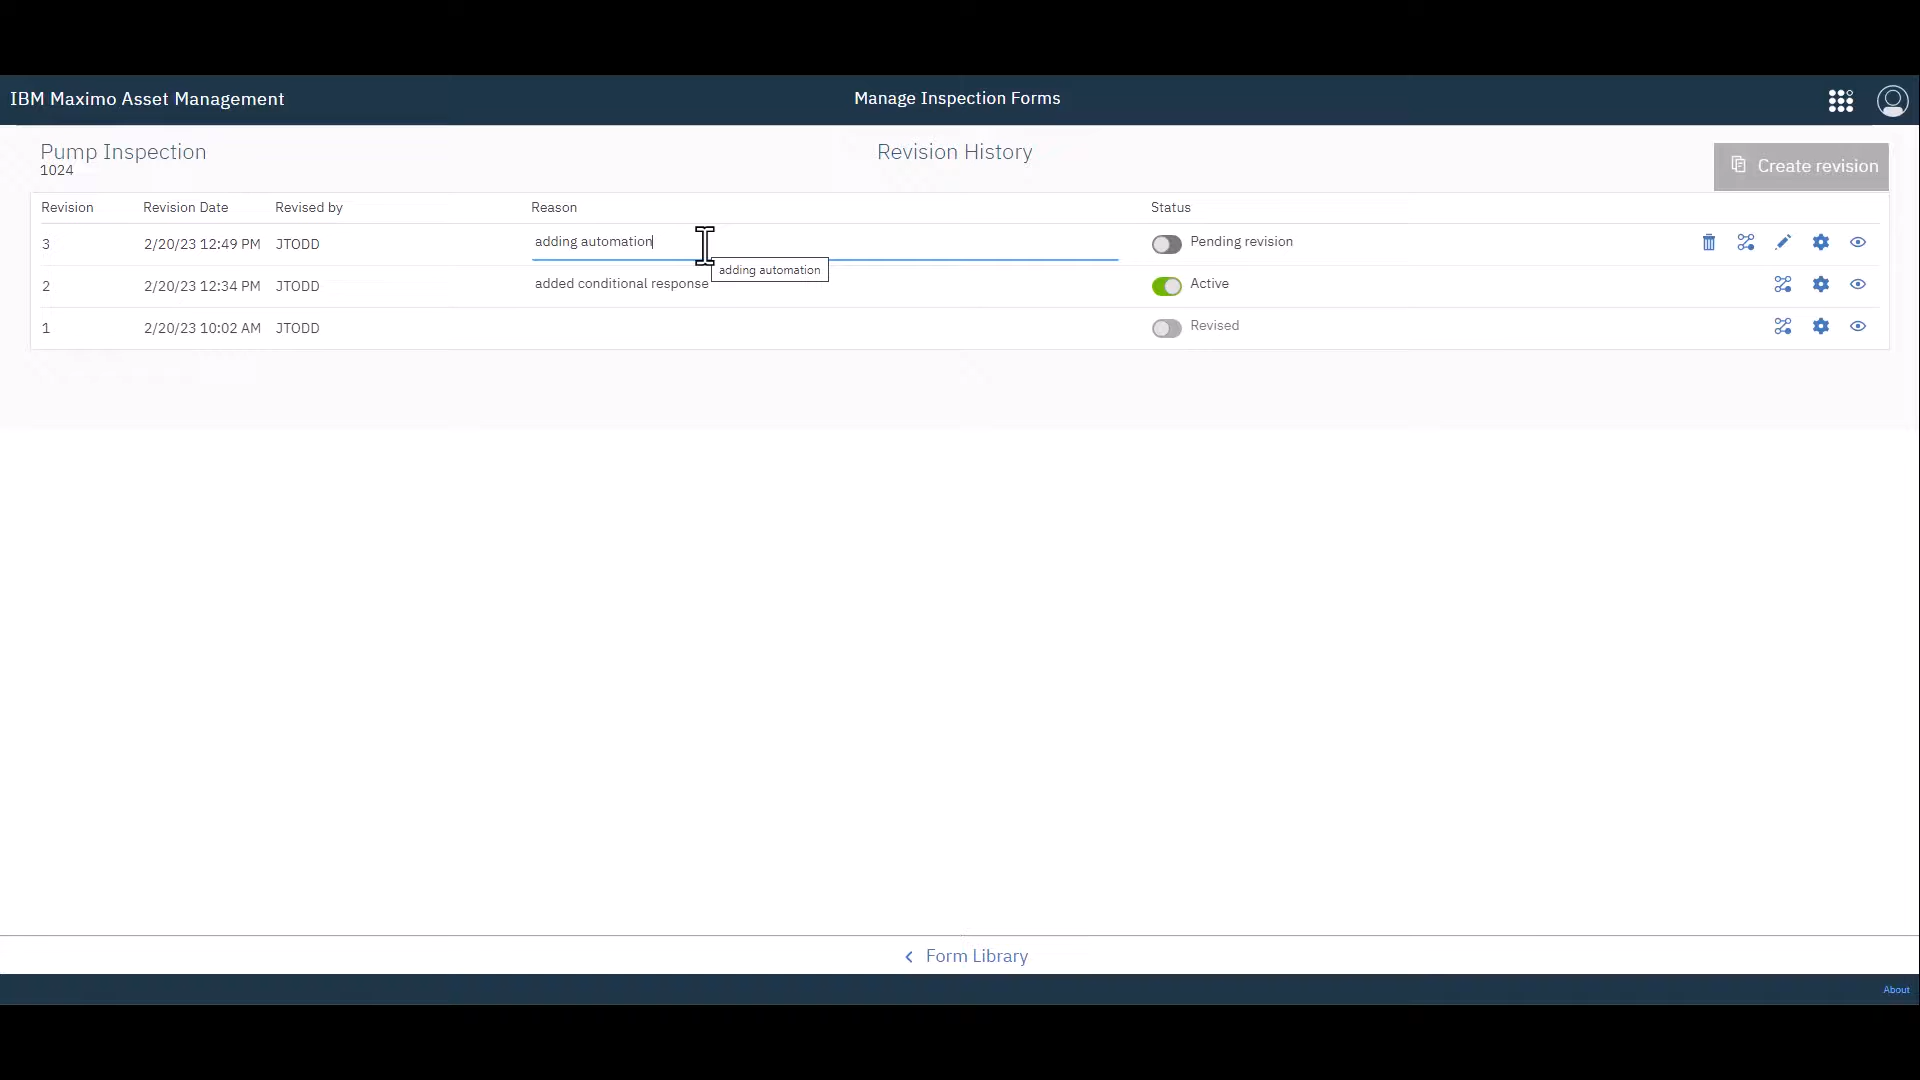 IBM Maximo Asset Management
Manage Inspection Forms
Pump Inspection
1024
Revision History
Create revision
Revision Revision Date Revised by Reason Status
3 2/20/23 12:49 PM JTODD adding automation Pending revision
adding automation
2 2/20/23 12:34 PM JTODD added conditional response Active
1 2/20/23 10:02 AM JTODD Revised
Form Library
About